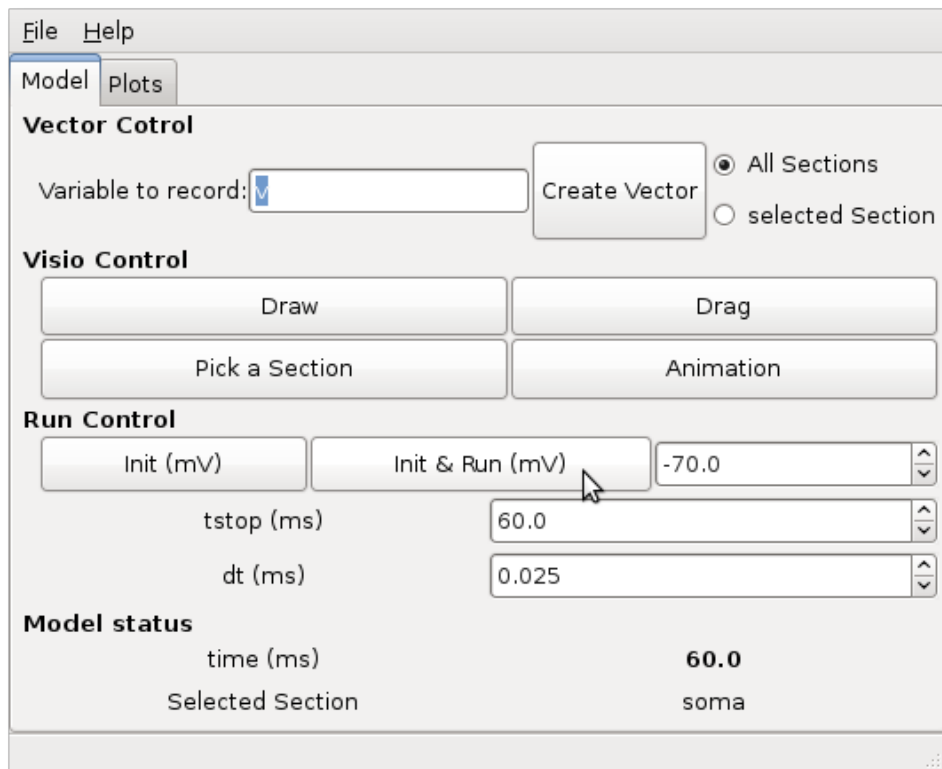 File Help
Model Plots
Vector Cotrol
All Sections
Variable to record: v Create Vector
selected Section
Visio Control
Draw Drag
Pick a Section Animation
Run Control
Init (mV) Init & Run (mV) -70.0
tstop (ms) 60.0
dt (ms) 0.025
Model status
time (ms) 60.0
Selected Section soma